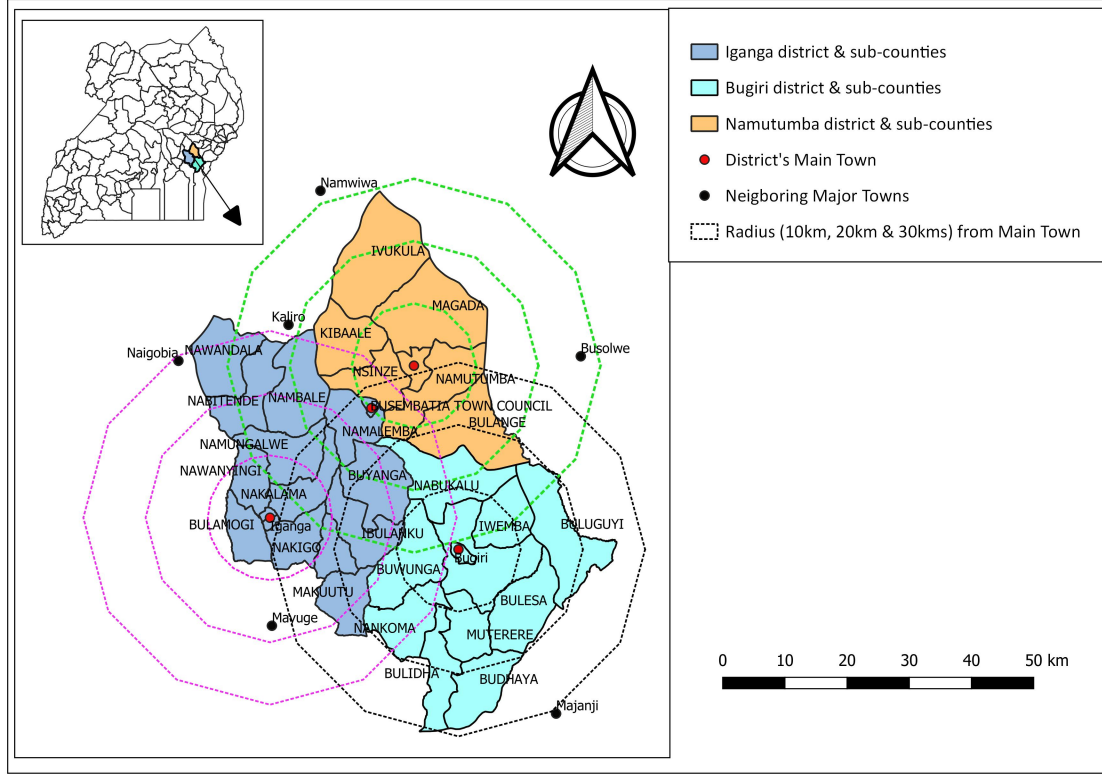 Iganga district & sub-counties
Bugiri district & sub-counties
Namutumba district & sub-counties
District's Main Town
Neigboring Major Towns
Radius (10km, 20km & 30kms) from Main Town
Namwiwa
IVUKULA
MAGADA
Kaliro
KIBAALE
Naigobia
NAWANDALA
Busolwe
NSINZE
NAMUTUMBA
NABITENDE
NAMBALE
BUSEMBATIA TOWN COUNCIL
BULANGE
NAMALEMBA
NAMUNGALWE
NAWANYINGI
BUYANGA
NABUKALU
NAKALAMA
BULAMOGI
Iganga
IBULANKU
IWEMBA
BULUGUYI
NAKIGO
Bugiri
BUWUNGA
MAKUUTU
BULESA
Mayuge
NANKOMA
MUTERERE
BULIDHA
BUDHAYA
Majanji
0 10 20 30 40 50 km